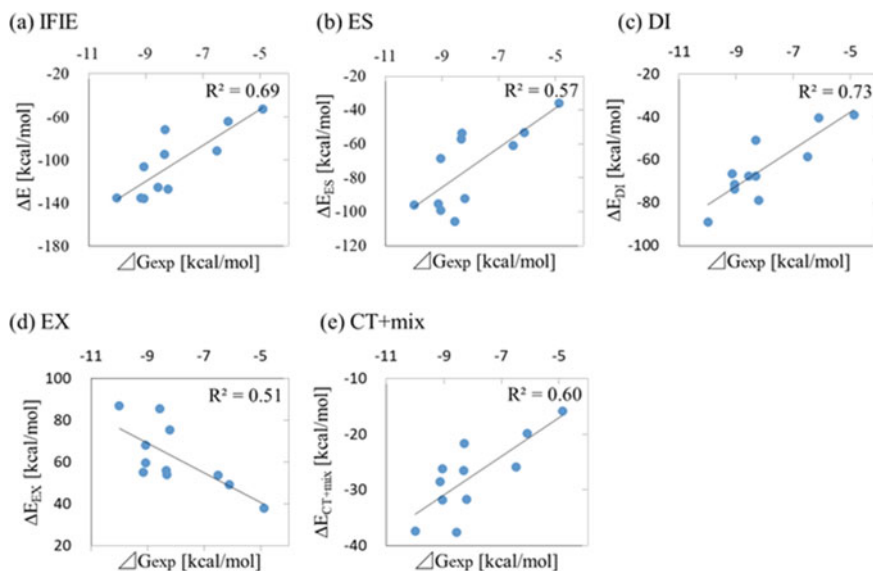 (a) IFIE
-11 -9 -7 -5
-20
-60
-100
-140
-180
R² = 0.69
ΔE [kcal/mol]
⊿Gexp [kcal/mol]
(b) ES
-11 -9 -7 -5
-20
-40
-60
-80
-100
-120
R² = 0.57
ΔE_ES [kcal/mol]
⊿Gexp [kcal/mol]
(c) DI
-11 -9 -7 -5
-20
-40
-60
-80
-100
R² = 0.73
ΔE_DI [kcal/mol]
⊿Gexp [kcal/mol]
(d) EX
-11 -9 -7 -5
100
80
60
40
20
R² = 0.51
ΔE_EX [kcal/mol]
⊿Gexp [kcal/mol]
(e) CT+mix
-11 -9 -7 -5
-10
-20
-30
-40
R² = 0.60
ΔE_CT+mix [kcal/mol]
⊿Gexp [kcal/mol]